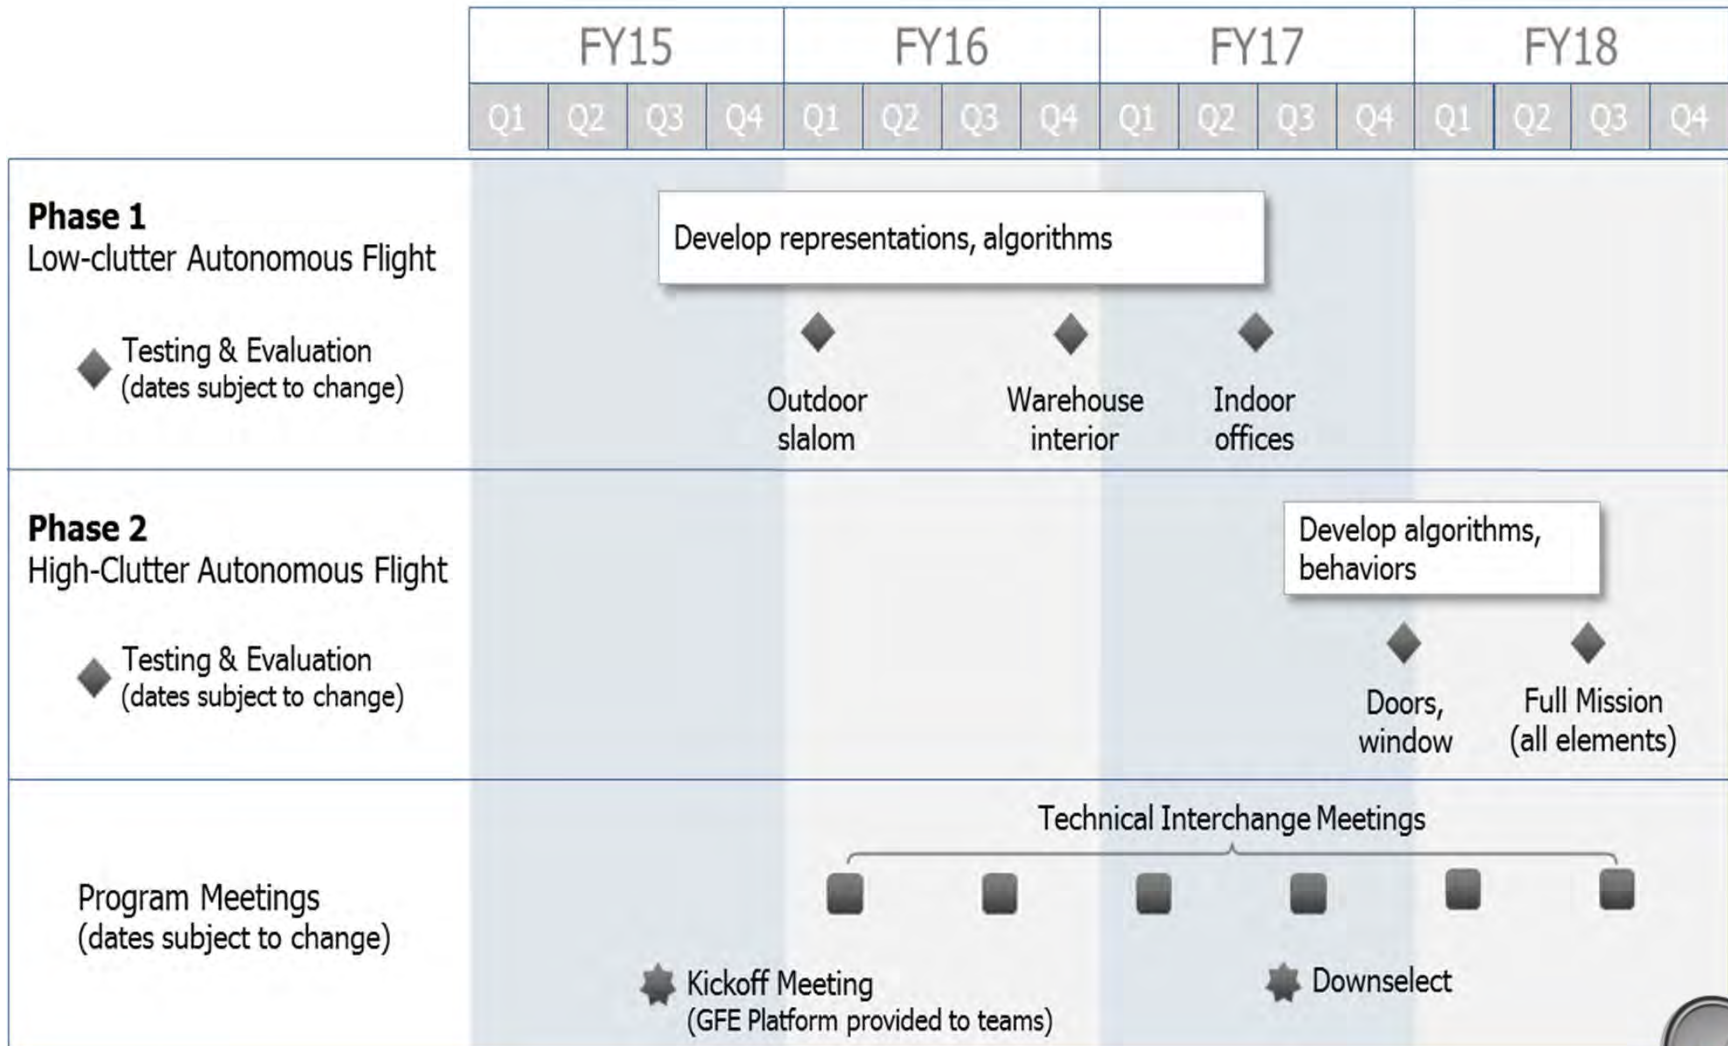 FY15 FY16 FY17 FY18
Q1 Q2 Q3 Q4 Q1 Q2 Q3 Q4 Q1 Q2 Q3 Q4 Q1 Q2 Q3 Q4
Phase 1
Low-clutter Autonomous Flight
Testing & Evaluation
(dates subject to change)
Develop representations, algorithms
Outdoor
slalom
Warehouse
interior
Indoor
offices
Phase 2
High-Clutter Autonomous Flight
Testing & Evaluation
(dates subject to change)
Develop algorithms,
behaviors
Doors,
window
Full Mission
(all elements)
Program Meetings
(dates subject to change)
Technical Interchange Meetings
Kickoff Meeting
(GFE Platform provided to teams)
Downselect